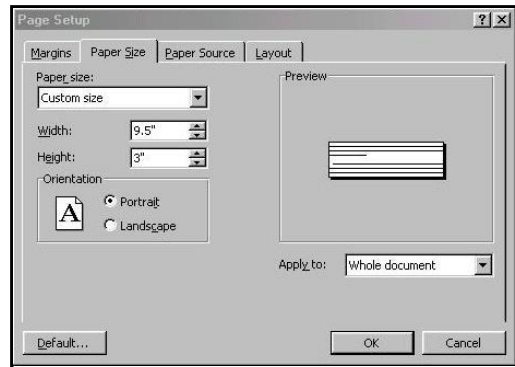 Page Setup
Margins Paper Size Paper Source Layout
Paper size:
Custom size
Width: 9.5"
Height: 3"
Orientation
A
Portrait
Landscape
Preview
Apply to: Whole document
Default... OK Cancel